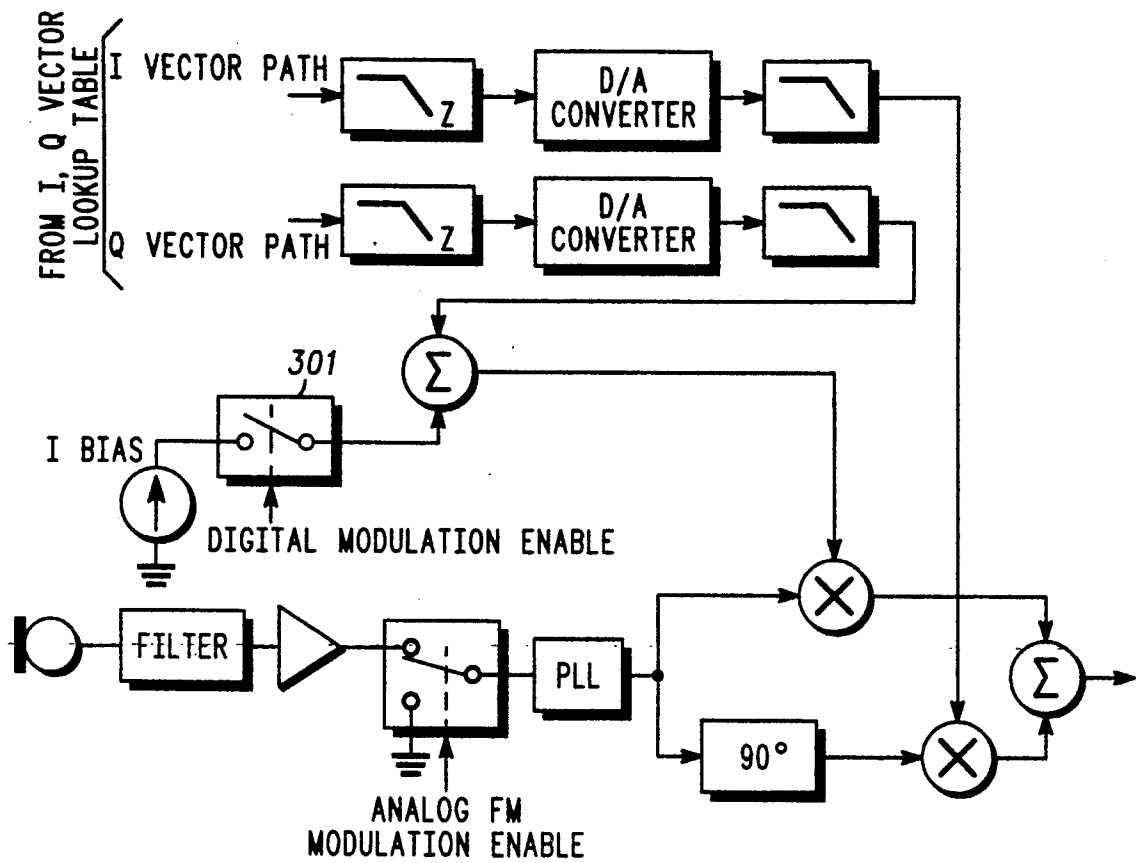 FROM I, Q VECTOR
LOOKUP TABLE
I VECTOR PATH
Z
D/A
CONVERTER
Q VECTOR PATH
Z
D/A
CONVERTER
Σ
301
I BIAS
DIGITAL MODULATION ENABLE
FILTER
PLL
90°
Σ
ANALOG FM
MODULATION ENABLE